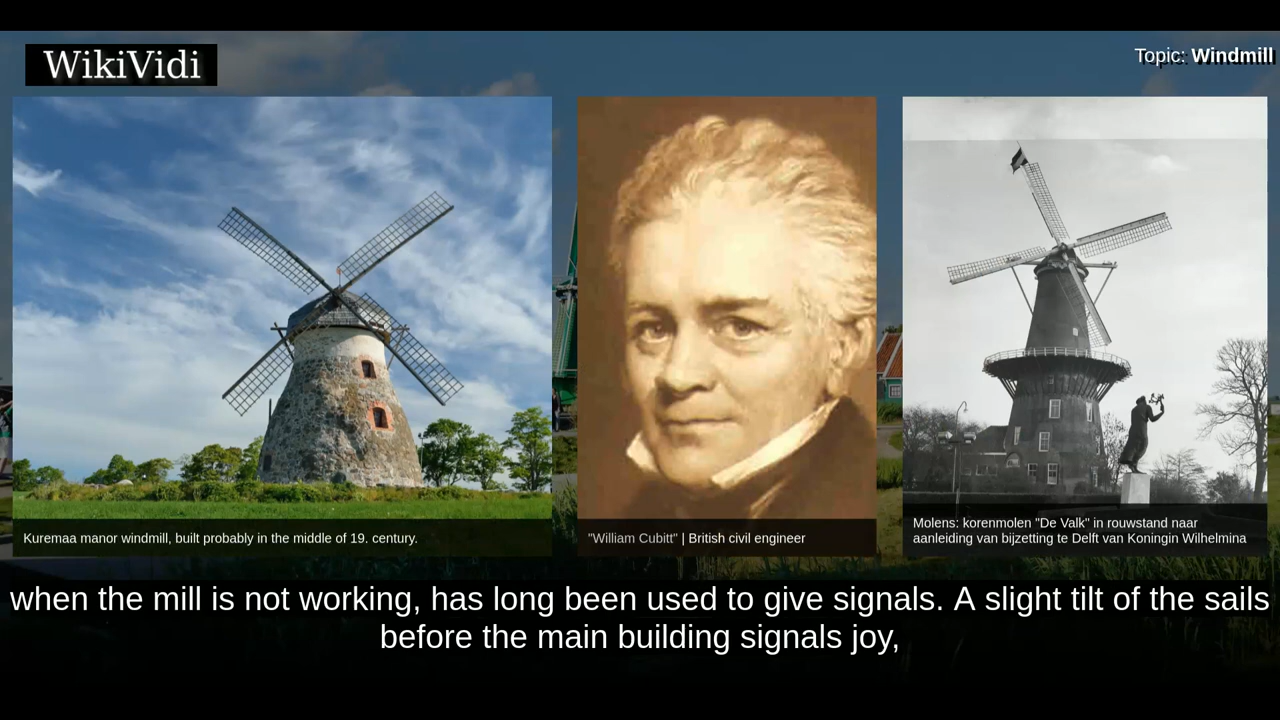 WikiVidi
Topic: Windmill
Kuremaa manor windmill, built probably in the middle of 19. century.
"William Cubitt" | British civil engineer
Molens: korenmolen "De Valk" in rouwstand naar
aanleiding van bijzetting te Delft van Koningin Wilhelmina
when the mill is not working, has long been used to give signals. A slight tilt of the sails
before the main building signals joy,